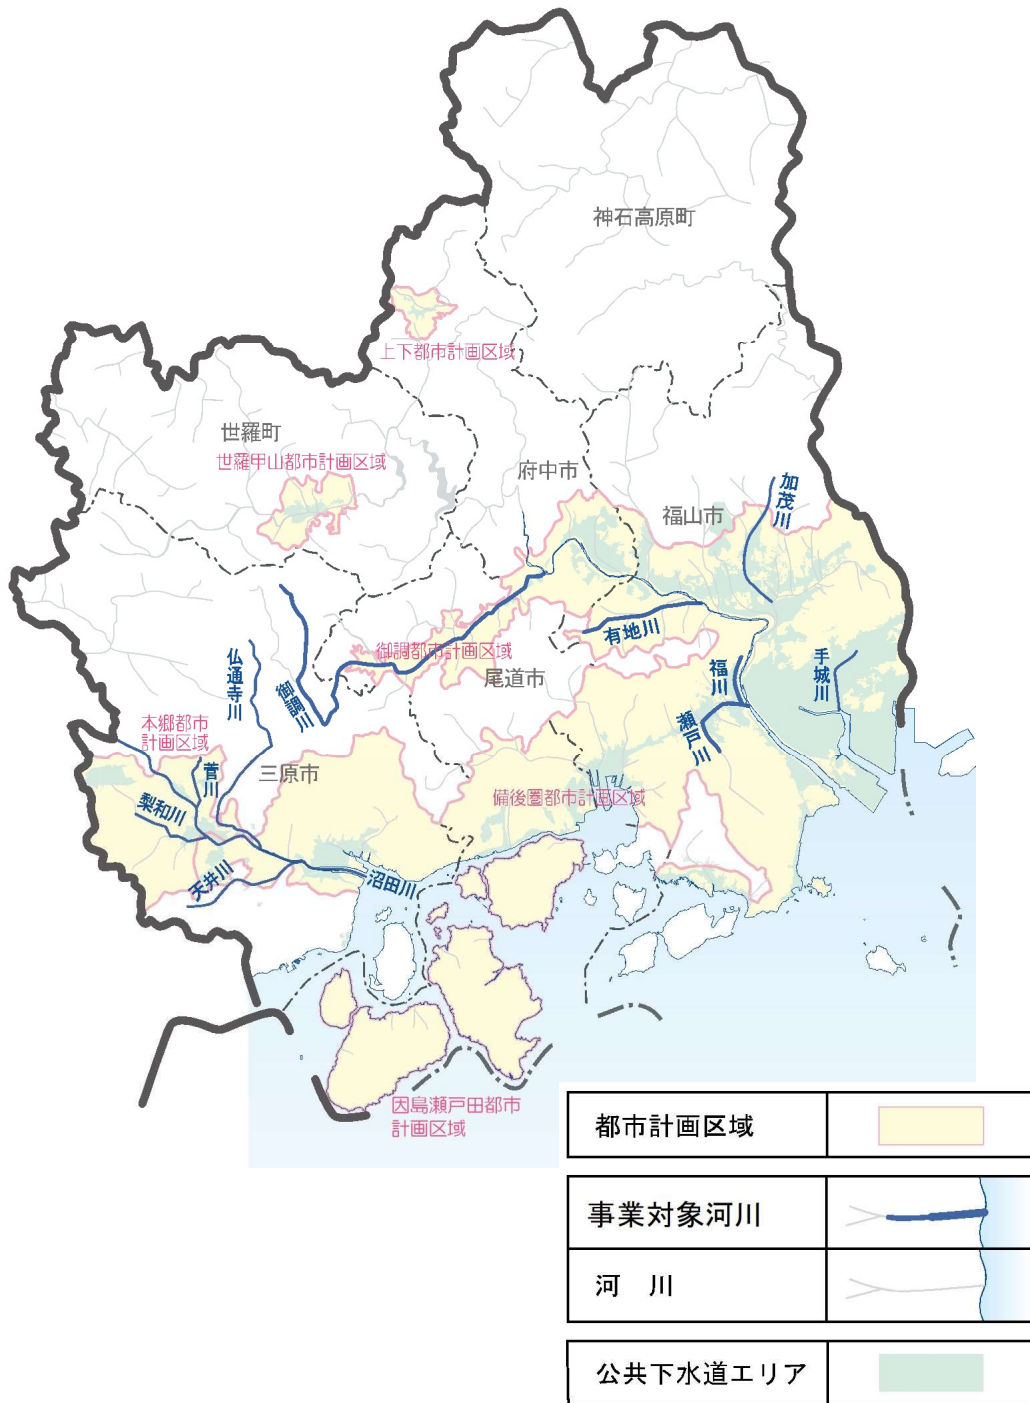 神石高原町
上下都市計画区域
世羅町
世羅甲山都市計画区域
府中市
福山市
加茂川
有地川
御調都市計画区域
尾道市
仏通寺川
御調川
福川
瀬戸川
手城川
本郷都市
計画区域
菅川
三原市
備後圏都市計画区域
梨和川
天井川
沼田川
因島瀬戸田都市
計画区域
都市計画区域
事業対象河川
河　川
公共下水道エリア